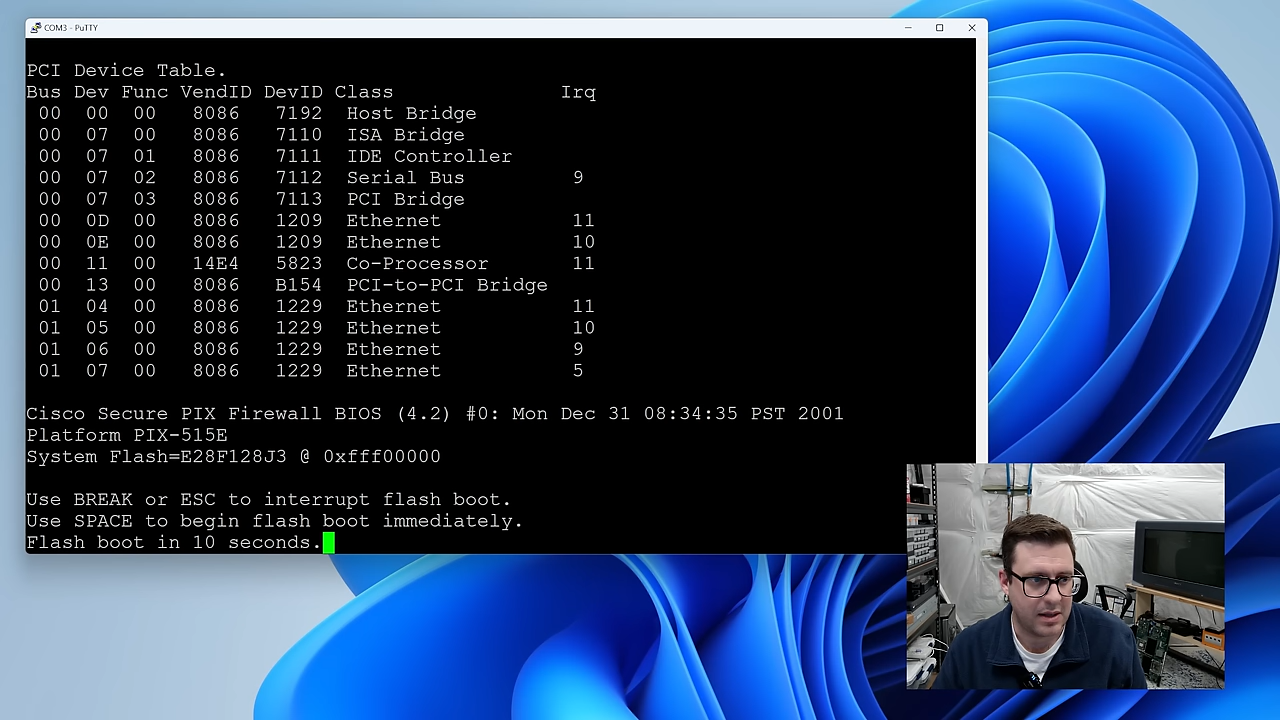 COM3 - PuTTY
PCI Device Table.
Bus Dev Func VendID DevID Class Irq
00 00 00 8086 7192 Host Bridge
00 07 00 8086 7110 ISA Bridge
00 07 01 8086 7111 IDE Controller
00 07 02 8086 7112 Serial Bus 9
00 07 03 8086 7113 PCI Bridge
00 0D 00 8086 1209 Ethernet 11
00 0E 00 8086 1209 Ethernet 10
00 11 00 14E4 5823 Co-Processor 11
00 13 00 8086 B154 PCI-to-PCI Bridge
01 04 00 8086 1229 Ethernet 11
01 05 00 8086 1229 Ethernet 10
01 06 00 8086 1229 Ethernet 9
01 07 00 8086 1229 Ethernet 5
Cisco Secure PIX Firewall BIOS (4.2) #0: Mon Dec 31 08:34:35 PST 2001
Platform PIX-515E
System Flash=E28F128J3 @ 0xfff00000
Use BREAK or ESC to interrupt flash boot.
Use SPACE to begin flash boot immediately.
Flash boot in 10 seconds.